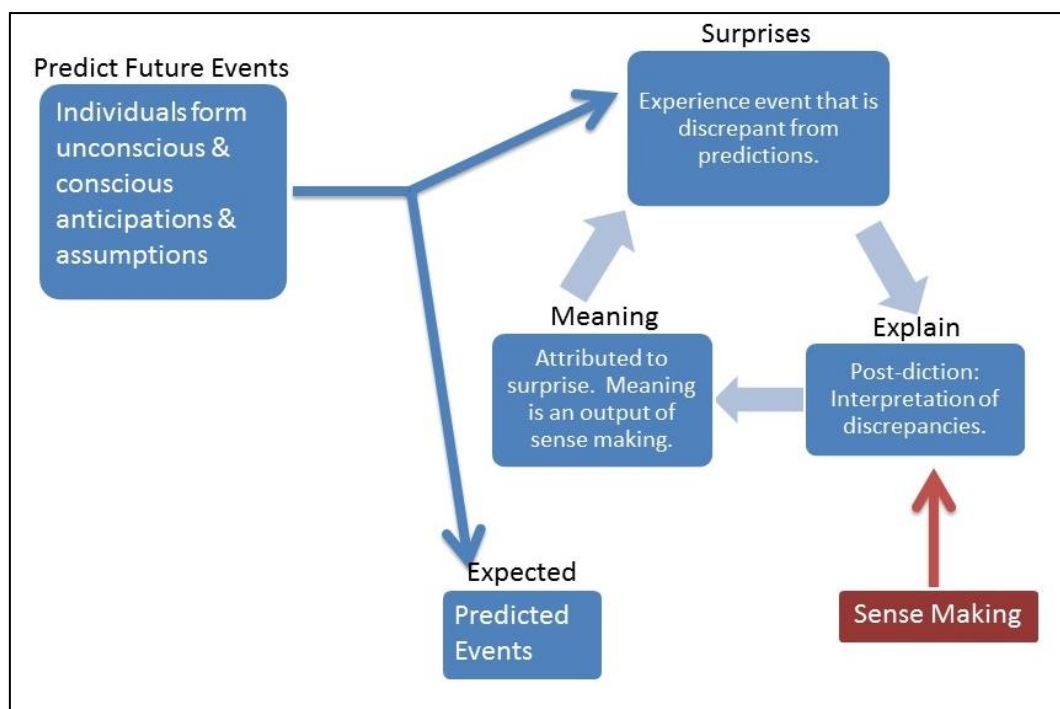 Predict Future Events
Individuals form
unconscious &
conscious
anticipations &
assumptions
Surprises
Experience event that is
discrepant from
predictions.
Meaning
Attributed to
surprise.  Meaning
is an output of
sense making.
Explain
Post-diction:
Interpretation of
discrepancies.
Expected
Predicted
Events
Sense Making